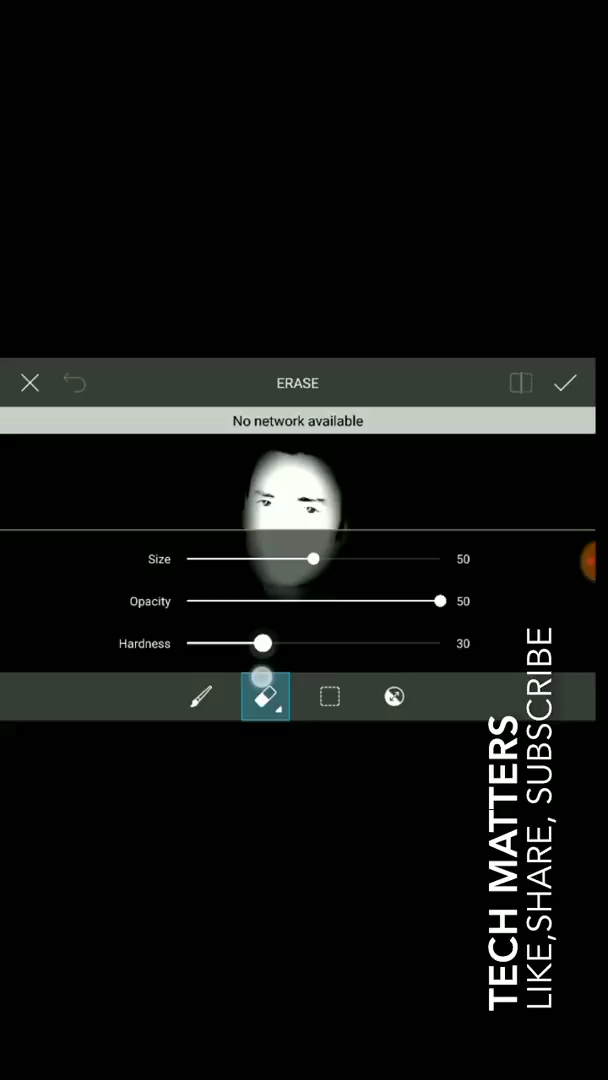 ERASE
No network available
Size 50
Opacity 50
Hardness 30
TECH MATTERS
LIKE,SHARE, SUBSCRIBE